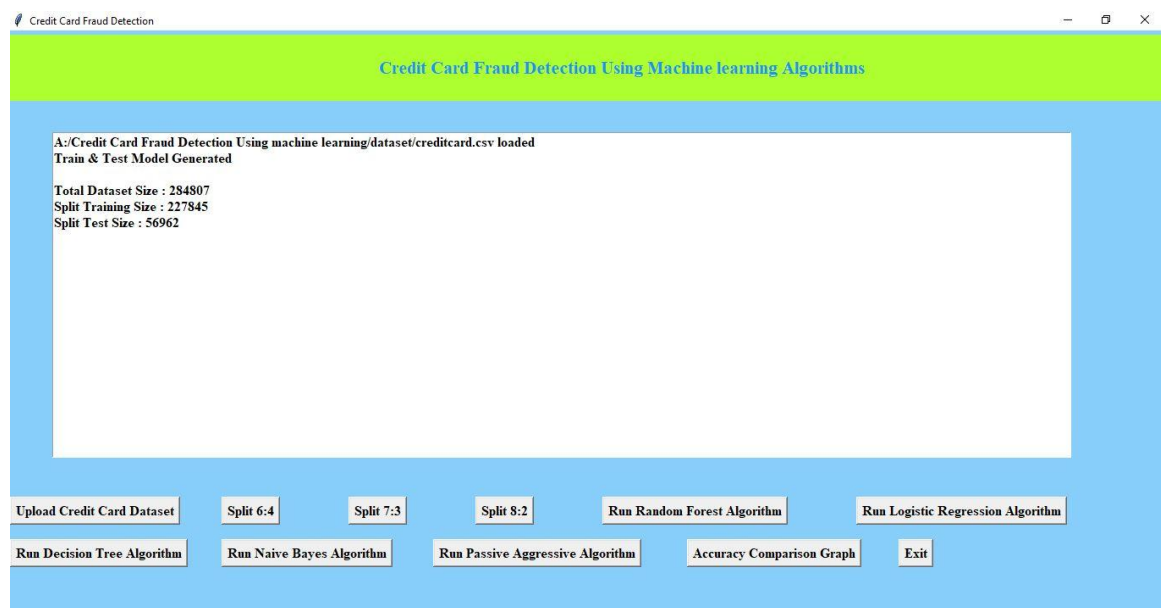 Credit Card Fraud Detection
Credit Card Fraud Detection Using Machine learning Algorithms
A:/Credit Card Fraud Detection Using machine learning/dataset/creditcard.csv loaded
Train & Test Model Generated
Total Dataset Size : 284807
Split Training Size : 227845
Split Test Size : 56962
Upload Credit Card Dataset Split 6:4 Split 7:3 Split 8:2 Run Random Forest Algorithm Run Logistic Regression Algorithm
Run Decision Tree Algorithm Run Naive Bayes Algorithm Run Passive Aggressive Algorithm Accuracy Comparison Graph Exit